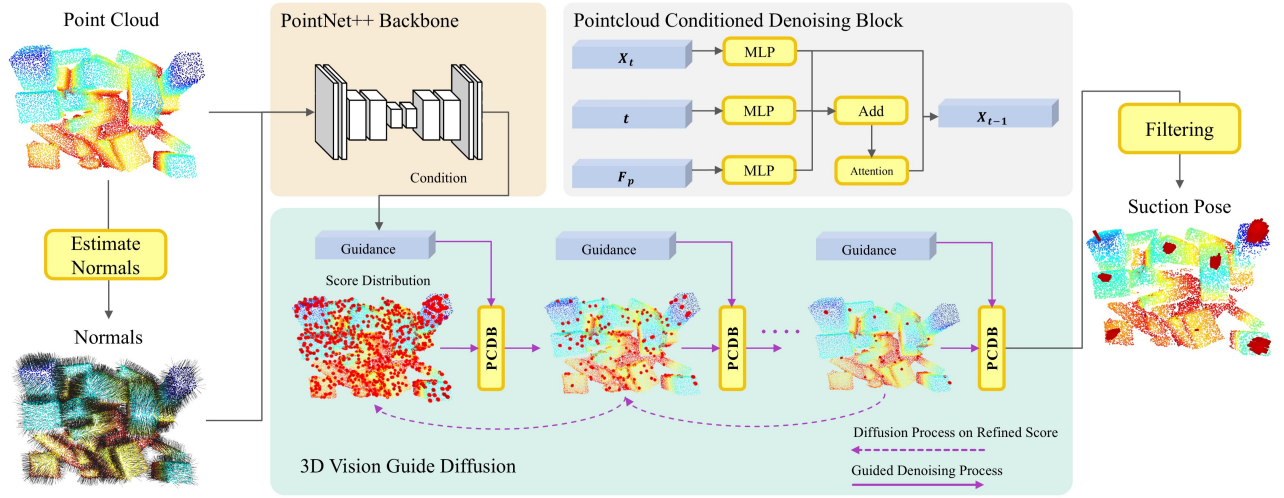 Point Cloud
Estimate
Normals
Normals
PointNet++ Backbone
Condition
Pointcloud Conditioned Denoising Block
X_t
MLP
t
MLP
Add
F_p
MLP
Attention
X_{t-1}
Filtering
Suction Pose
Guidance
Guidance
Guidance
Score Distribution
PCDB
PCDB
PCDB
3D Vision Guide Diffusion
Diffusion Process on Refined Score
Guided Denoising Process